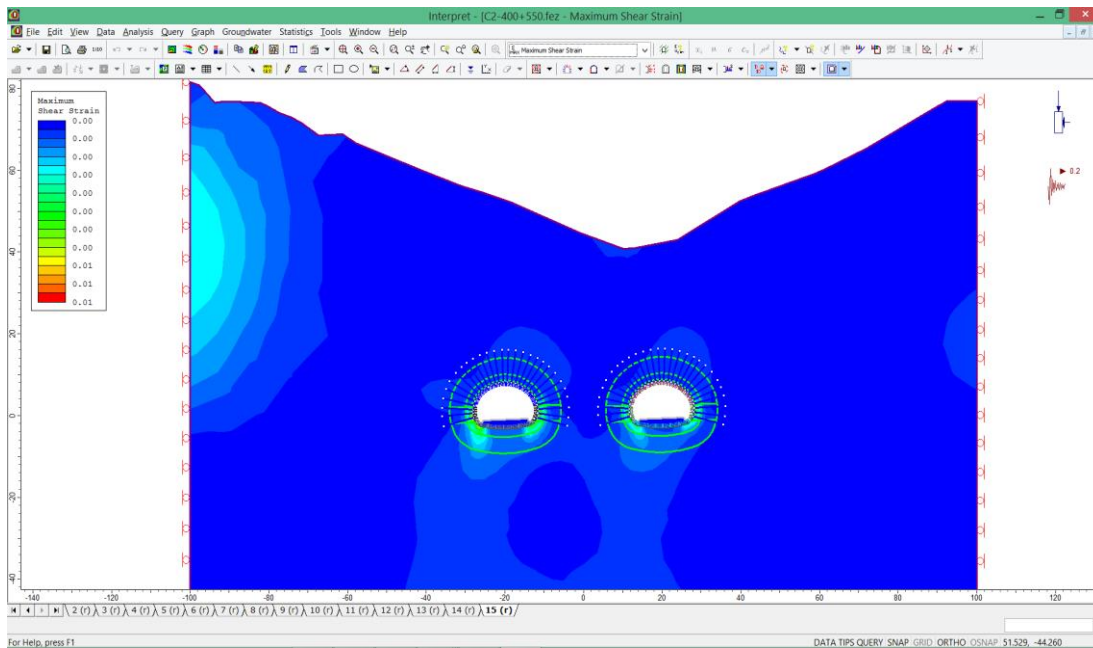 Interpret - [C2-400+550.fez - Maximum Shear Strain]
File Edit View Data Analysis Query Graph Groundwater Statistics Tools Window Help
Maximum Shear Strain
Maximum
Shear Strain
0.00
0.00
0.00
0.00
0.00
0.00
0.00
0.00
0.01
0.01
0.01
80
60
40
20
0
-20
-40
0.2
-140 -120 -100 -80 -60 -40 -20 0 20 40 60 80 100 120
2 (r) 3 (r) 4 (r) 5 (r) 6 (r) 7 (r) 8 (r) 9 (r) 10 (r) 11 (r) 12 (r) 13 (r) 14 (r) 15 (r)
For Help, press F1
DATA TIPS QUERY SNAP GRID ORTHO OSNAP 51.529, -44.260